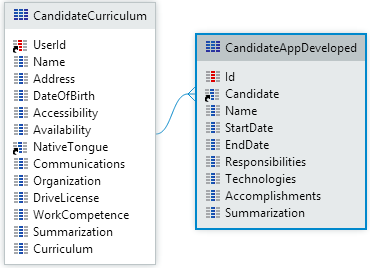 CandidateCurriculum
UserId
Name
Address
DateOfBirth
Accessibility
Availability
NativeTongue
Communications
Organization
DriveLicense
WorkCompetence
Summarization
Curriculum
CandidateAppDeveloped
Id
Candidate
Name
StartDate
EndDate
Responsibilities
Technologies
Accomplishments
Summarization